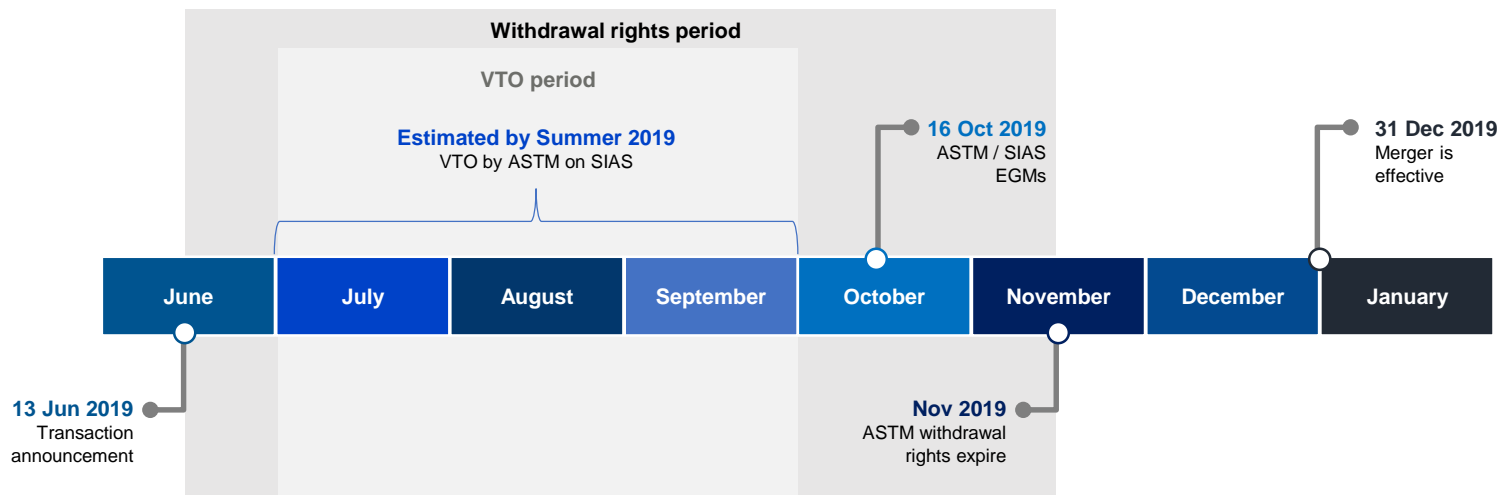 Withdrawal rights period
VTO period
Estimated by Summer 2019
VTO by ASTM on SIAS
16 Oct 2019
ASTM / SIAS
EGMs
31 Dec 2019
Merger is
effective
June
July
August
September
October
November
December
January
13 Jun 2019
Transaction
announcement
Nov 2019
ASTM withdrawal
rights expire